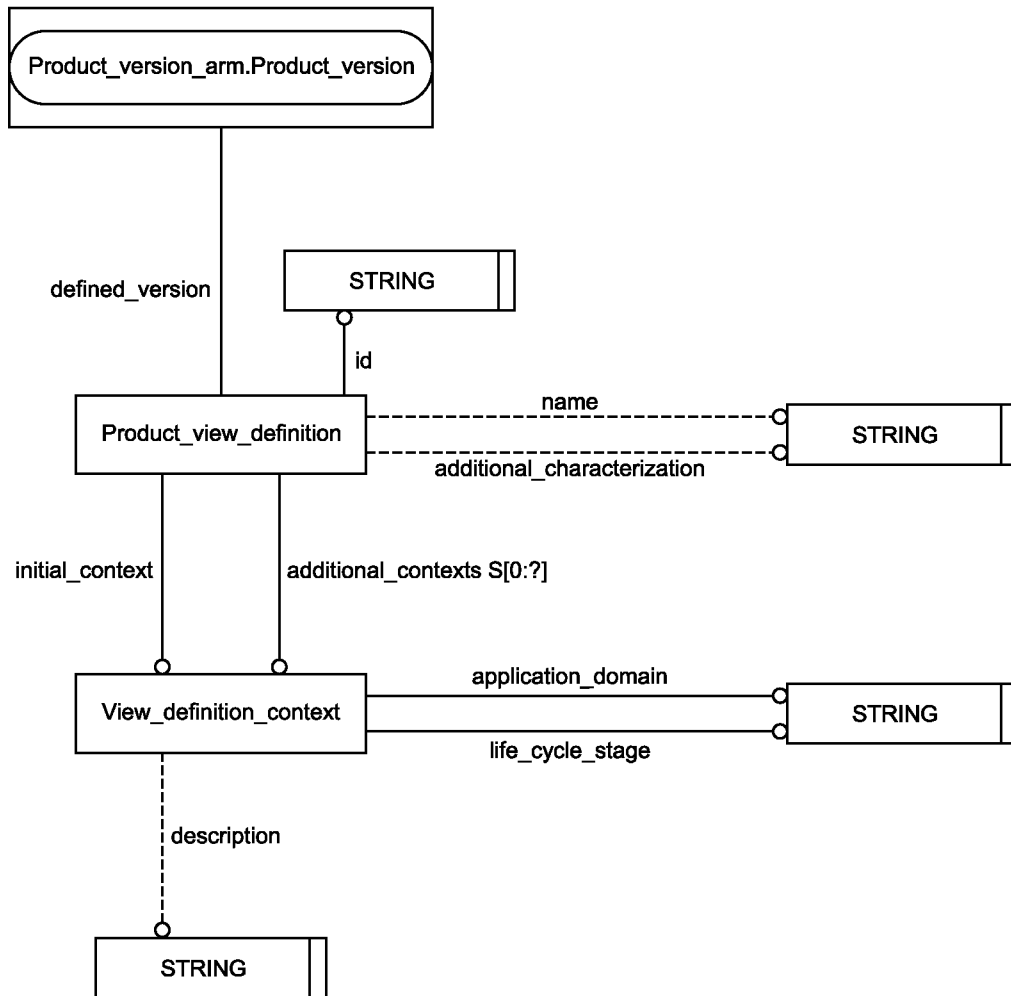 Product_version_arm.Product_version
defined_version
STRING
id
Product_view_definition
name
STRING
additional_characterization
initial_context
additional_contexts S[0:?]
View_definition_context
application_domain
STRING
life_cycle_stage
description
STRING